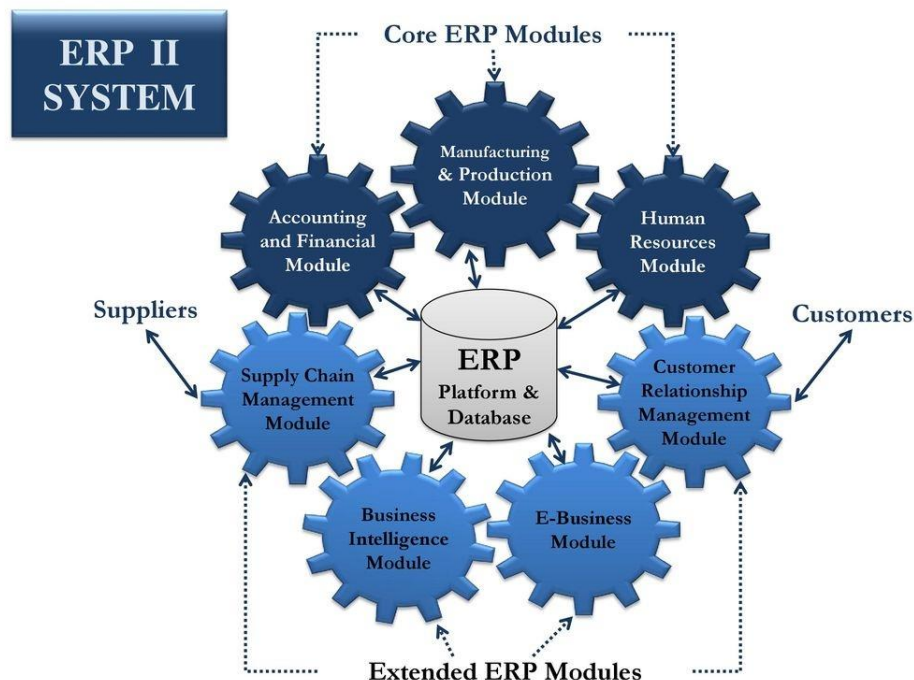 ERP II
SYSTEM
Core ERP Modules
Manufacturing
& Production
Module
Accounting
and Financial
Module
Human
Resources
Module
Suppliers
Customers
ERP
Platform &
Database
Supply Chain
Management
Module
Customer
Relationship
Management
Module
Business
Intelligence
Module
E-Business
Module
Extended ERP Modules